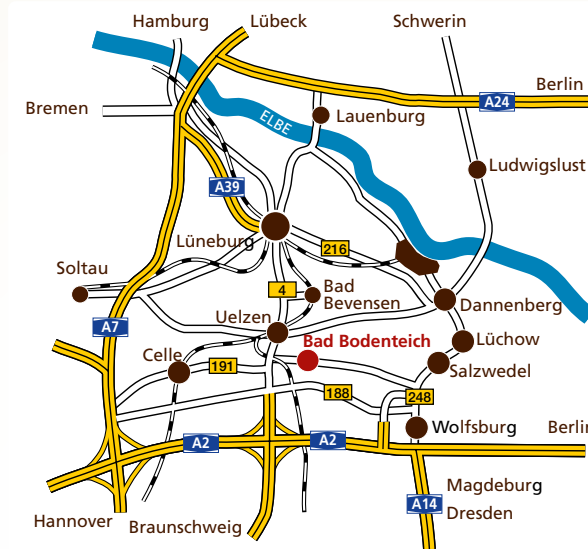 Hamburg
Lübeck
Schwerin
Berlin
A24
Bremen
ELBE
Lauenburg
Ludwigslust
A39
Lüneburg
216
Soltau
4
Bad
Bevensen
Dannenberg
Uelzen
A7
Bad Bodenteich
Lüchow
Celle
191
Salzwedel
188
248
Wolfsburg
Berlin
A2
A2
Magdeburg
A14
Dresden
Hannover
Braunschweig